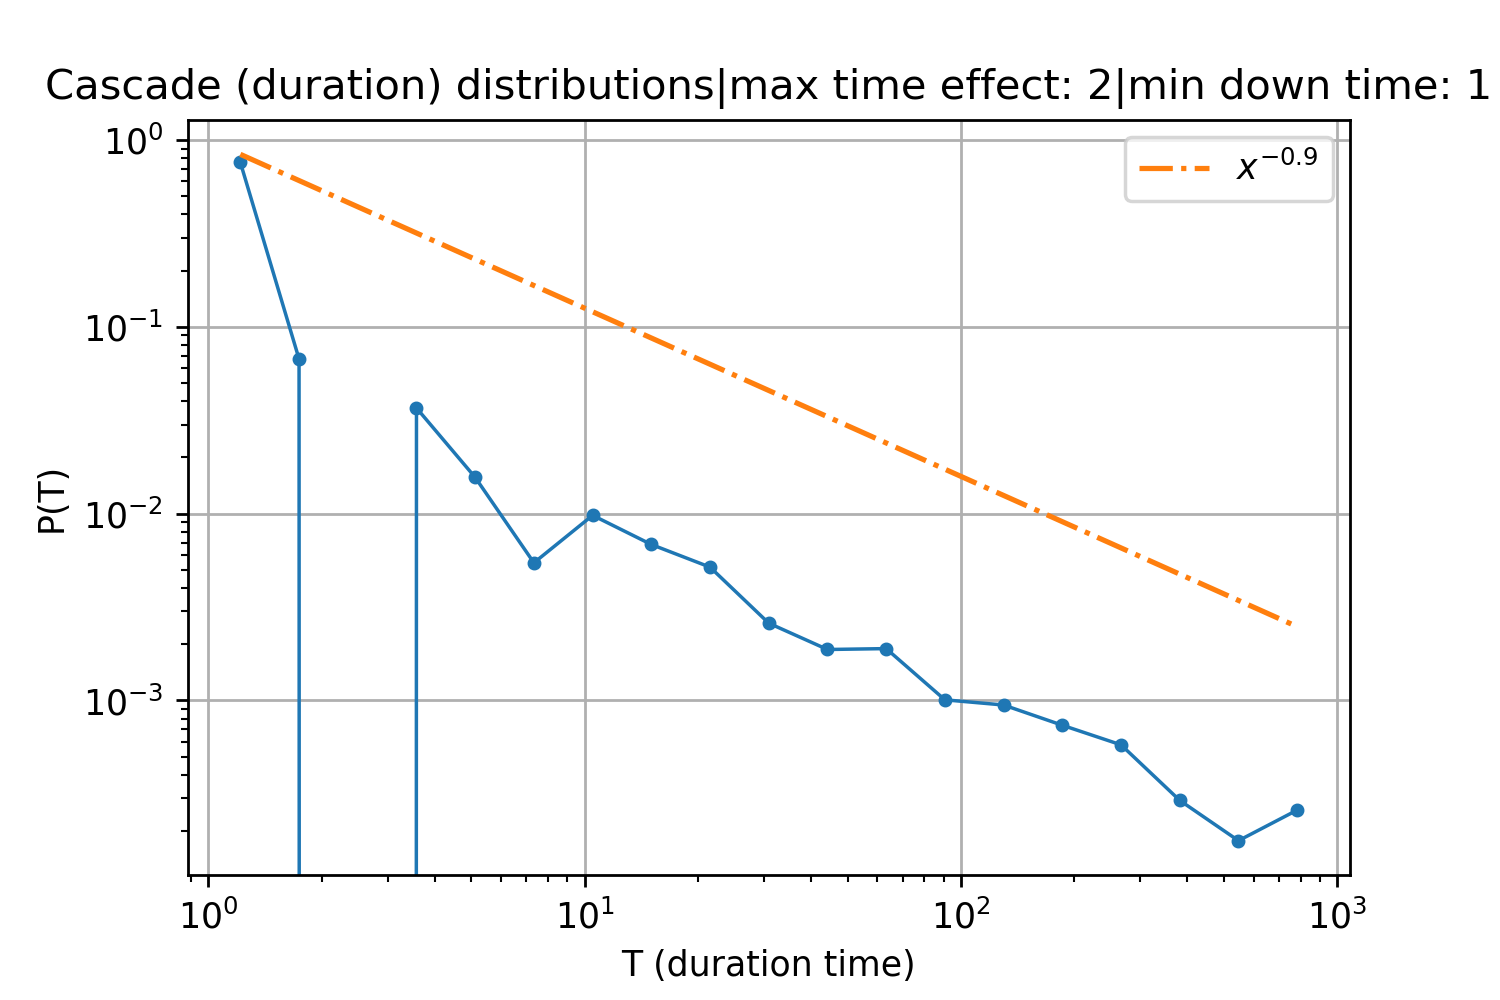 Cascade (duration) distributions|max time effect: 2|min down time: 1
10⁰
10⁻¹
10⁻²
10⁻³
P(T)
x⁻⁰·⁹
10⁰ 10¹ 10² 10³
T (duration time)